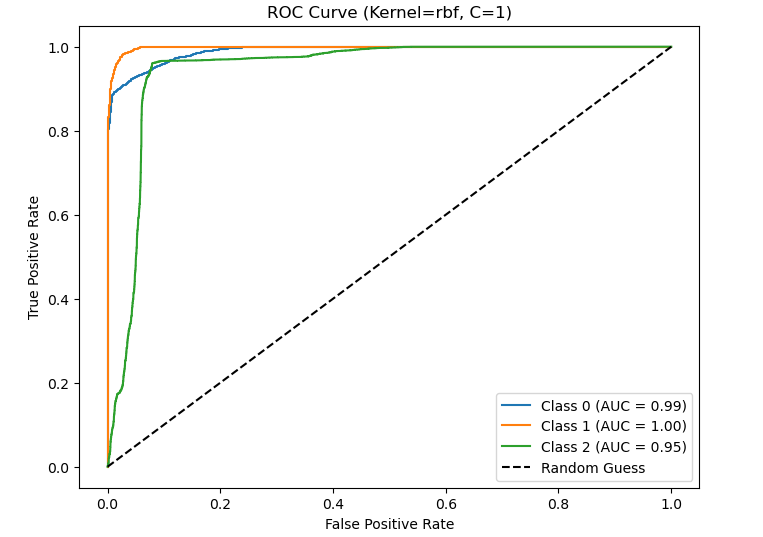 ROC Curve (Kernel=rbf, C=1)
True Positive Rate
1.0
0.8
0.6
0.4
0.2
0.0
Class 0 (AUC = 0.99)
Class 1 (AUC = 1.00)
Class 2 (AUC = 0.95)
Random Guess
0.0 0.2 0.4 0.6 0.8 1.0
False Positive Rate